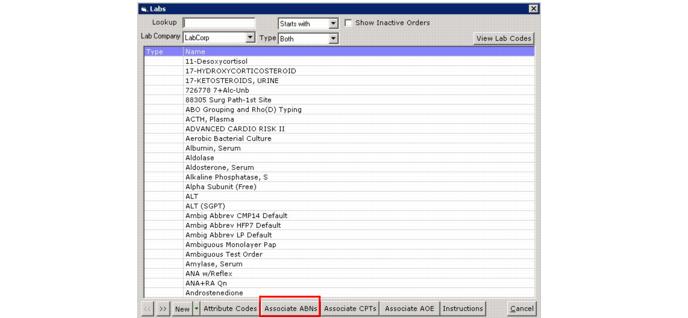 Labs
Lookup Starts with Show Inactive Orders
Lab Company LabCorp Type Both View Lab Codes
Type Name
11-Desoxycortisol
17-HYDROXYCORTICOSTEROID
17-KETOSTEROIDS, URINE
726778 7+Alc-Unb
88305 Surg Path-1st Site
ABO Grouping and Rho(D) Typing
ACTH, Plasma
ADVANCED CARDIO RISK II
Aerobic Bacterial Culture
Albumin, Serum
Aldolase
Aldosterone, Serum
Alkaline Phosphatase, S
Alpha Subunit (Free)
ALT
ALT (SGPT)
Ambig Abbrev CMP14 Default
Ambig Abbrev HFP7 Default
Ambig Abbrev LP Default
Ambiguous Monolayer Pap
Ambiguous Test Order
Amylase, Serum
ANA w/Reflex
ANA+RA Qn
Androstenedione
<< >> New Attribute Codes Associate ABNs Associate CPTs Associate AOE Instructions Cancel